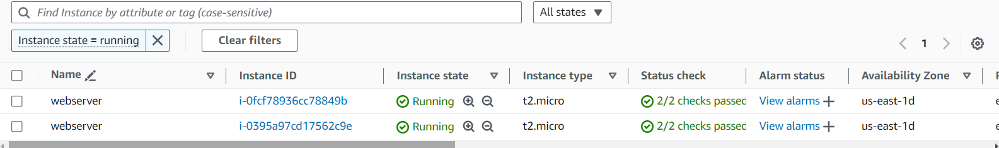 Find Instance by attribute or tag (case-sensitive) All states
Instance state = running Clear filters 1
Name Instance ID Instance state Instance type Status check Alarm status Availability Zone
webserver i-0fcf78936cc78849b Running t2.micro 2/2 checks passed View alarms us-east-1d
webserver i-0395a97cd17562c9e Running t2.micro 2/2 checks passed View alarms us-east-1d